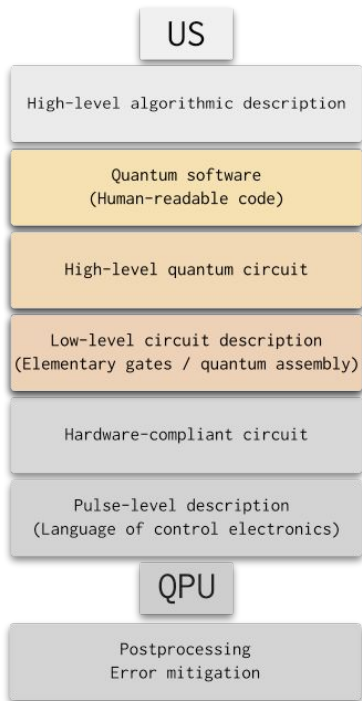 US
High-level algorithmic description
Quantum software
(Human-readable code)
High-level quantum circuit
Low-level circuit description
(Elementary gates / quantum assembly)
Hardware-compliant circuit
Pulse-level description
(Language of control electronics)
QPU
Postprocessing
Error mitigation